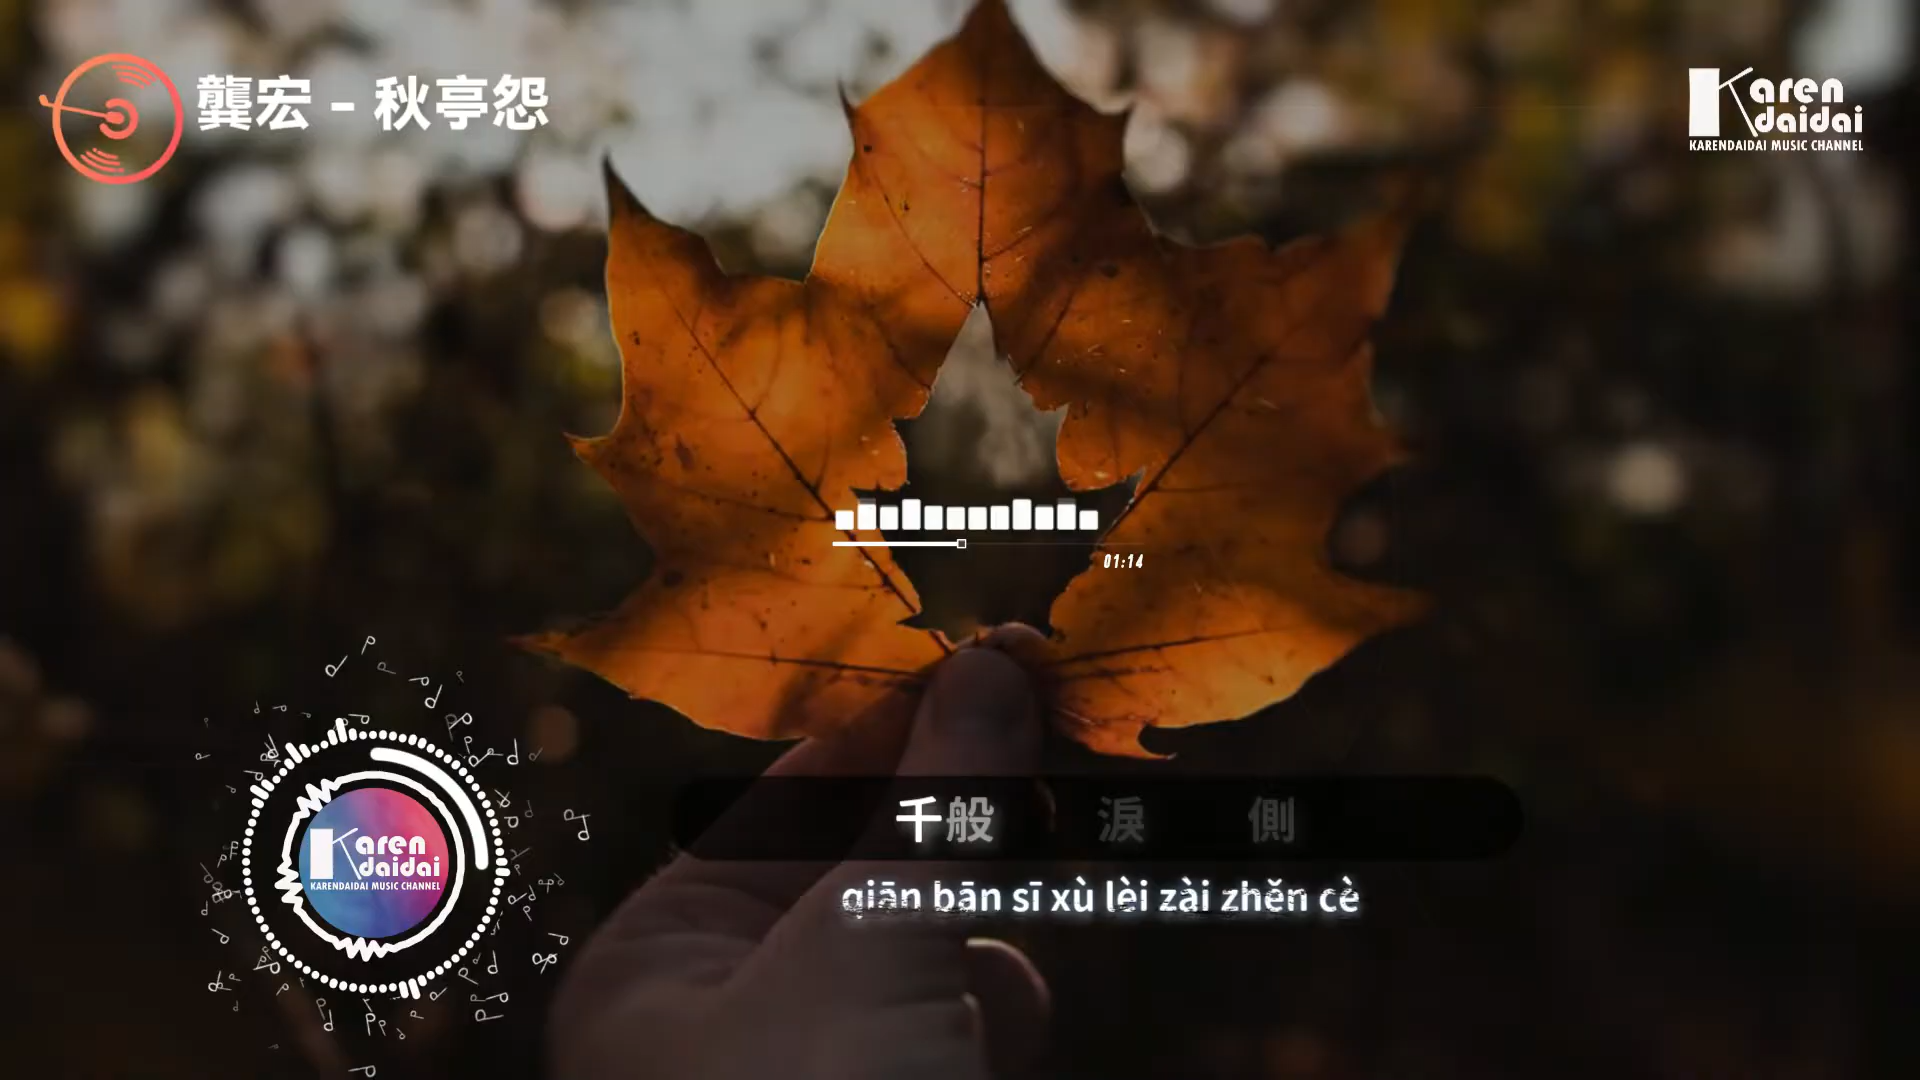 龔宏 – 秋亭怨
Karen
daidai
KARENDAIDAI MUSIC CHANNEL
01:14
千般 淚 側
qiān bān sī xù lèi zài zhěn cè
Karen
daidai
KARENDAIDAI MUSIC CHANNEL